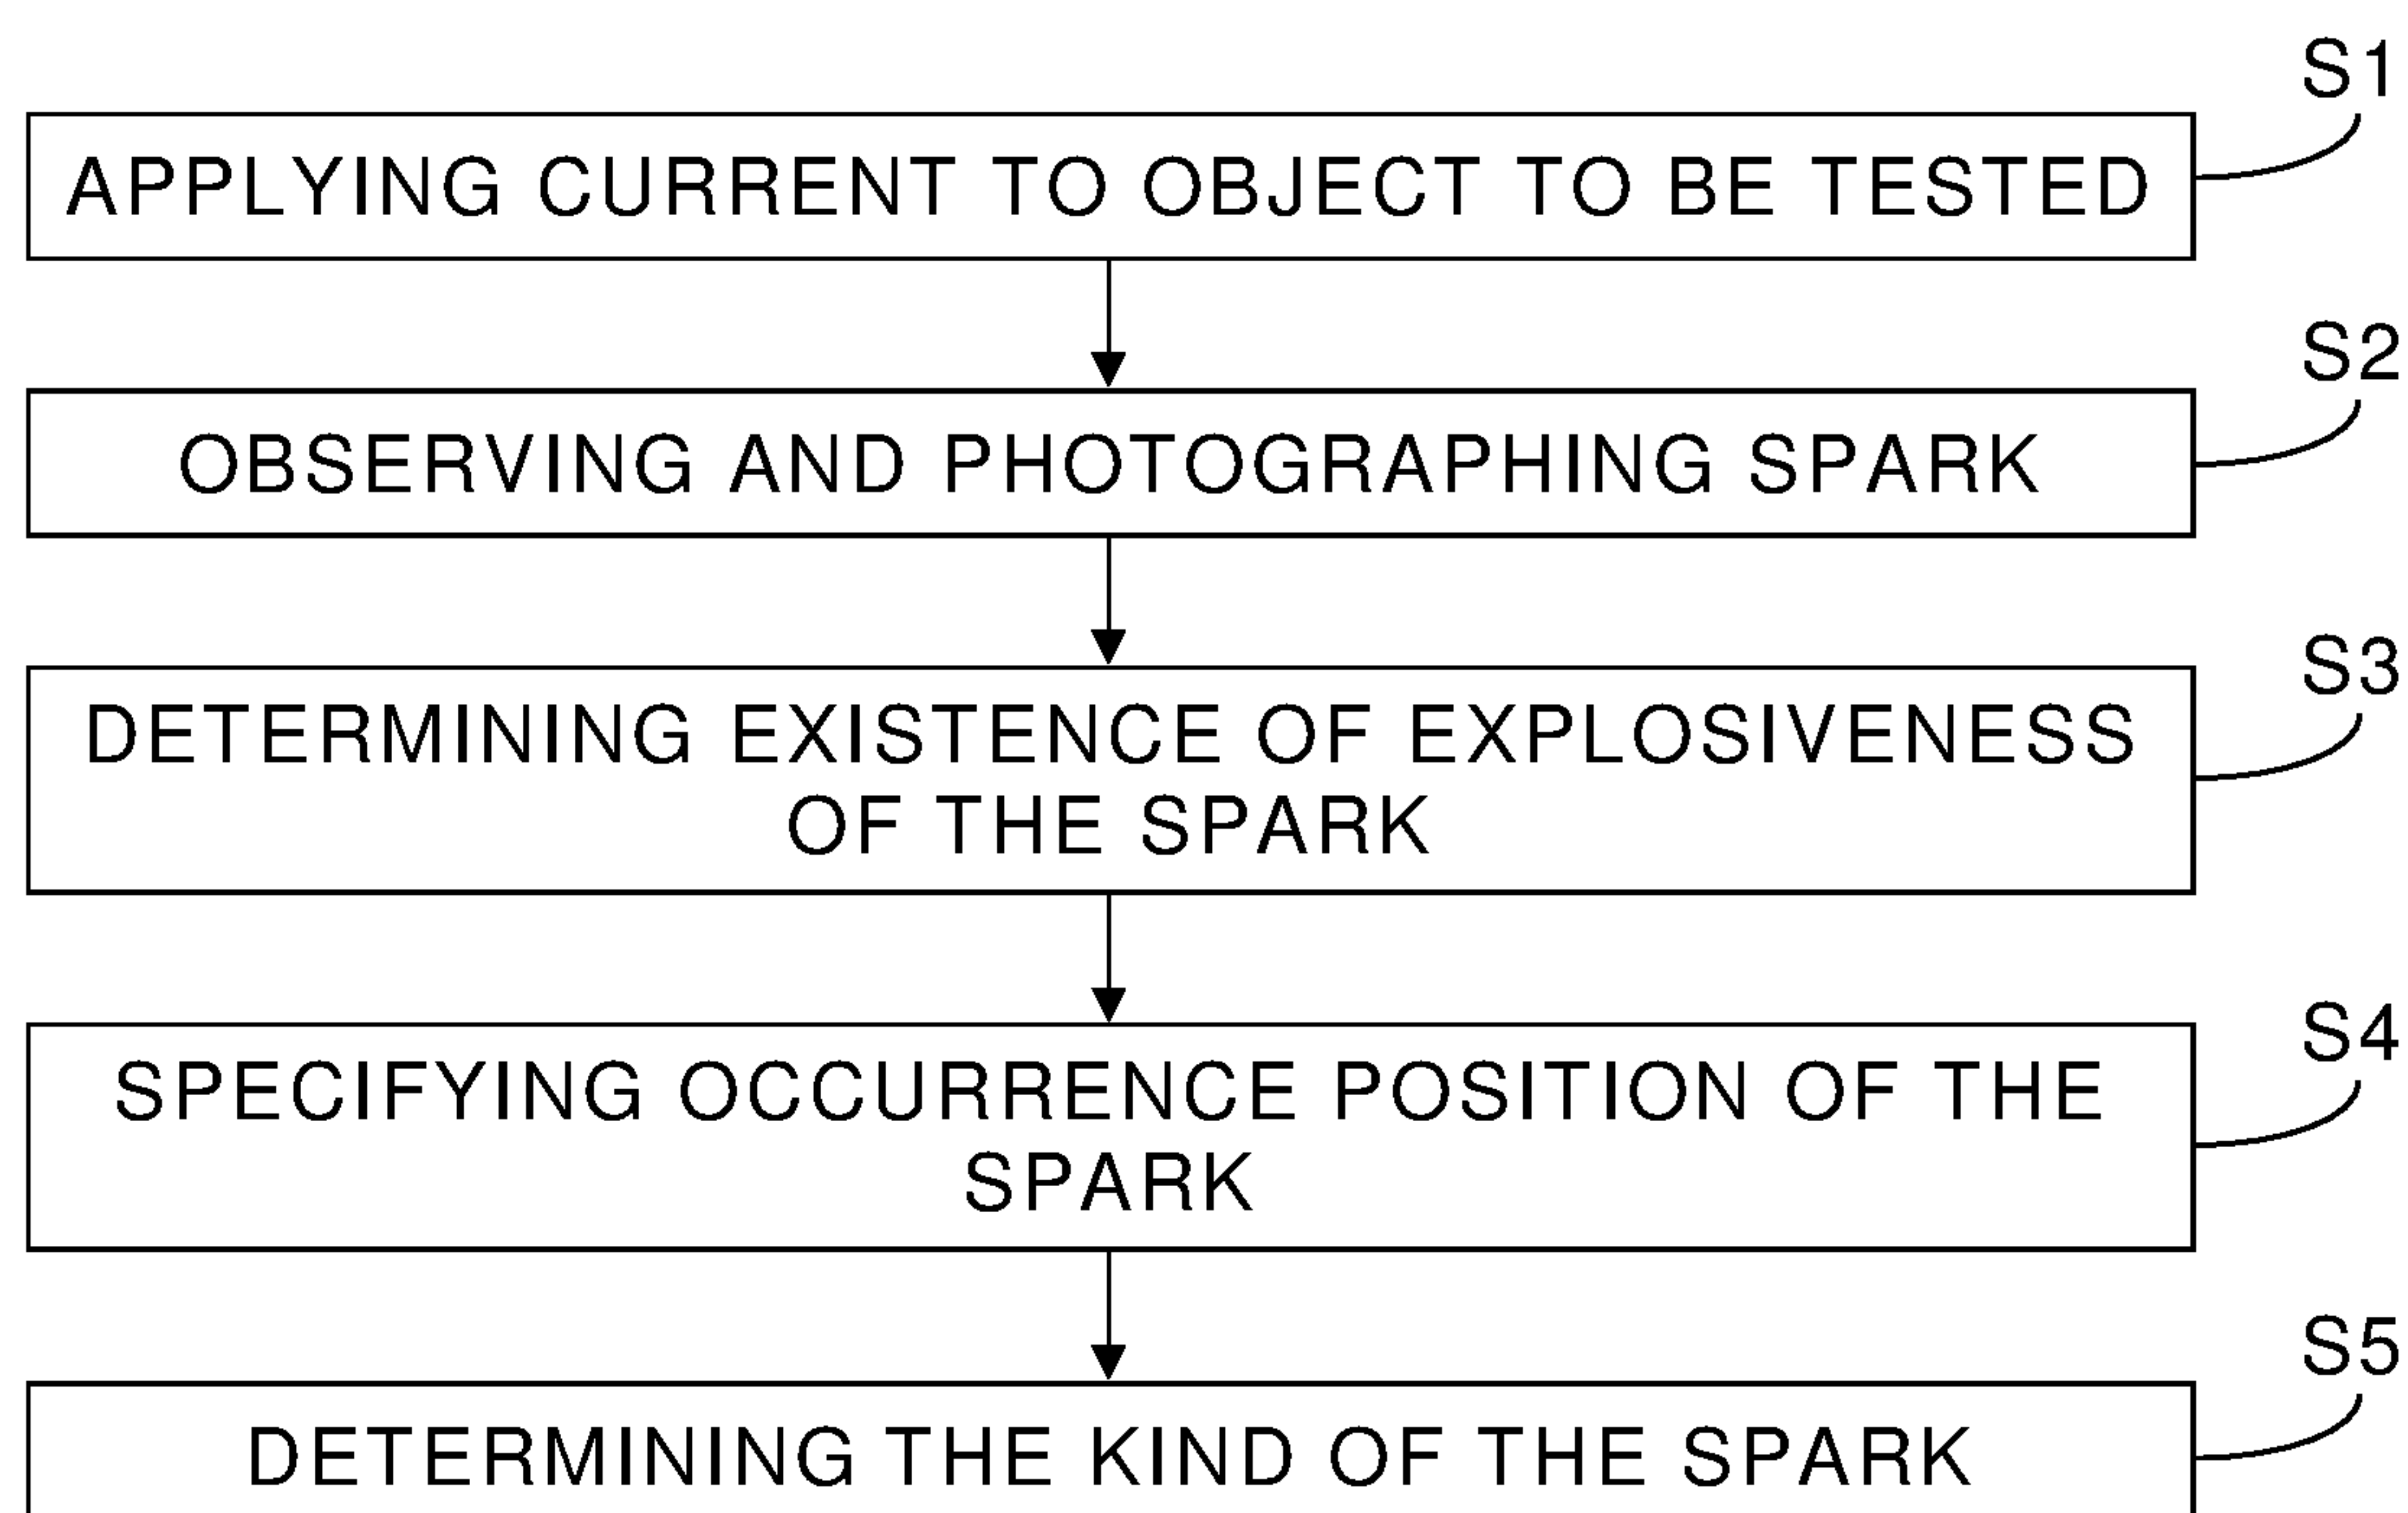 S1
APPLYING CURRENT TO OBJECT TO BE TESTED
S2
OBSERVING AND PHOTOGRAPHING SPARK
S3
DETERMINING EXISTENCE OF EXPLOSIVENESS
OF THE SPARK
S4
SPECIFYING OCCURRENCE POSITION OF THE
SPARK
S5
DETERMINING THE KIND OF THE SPARK